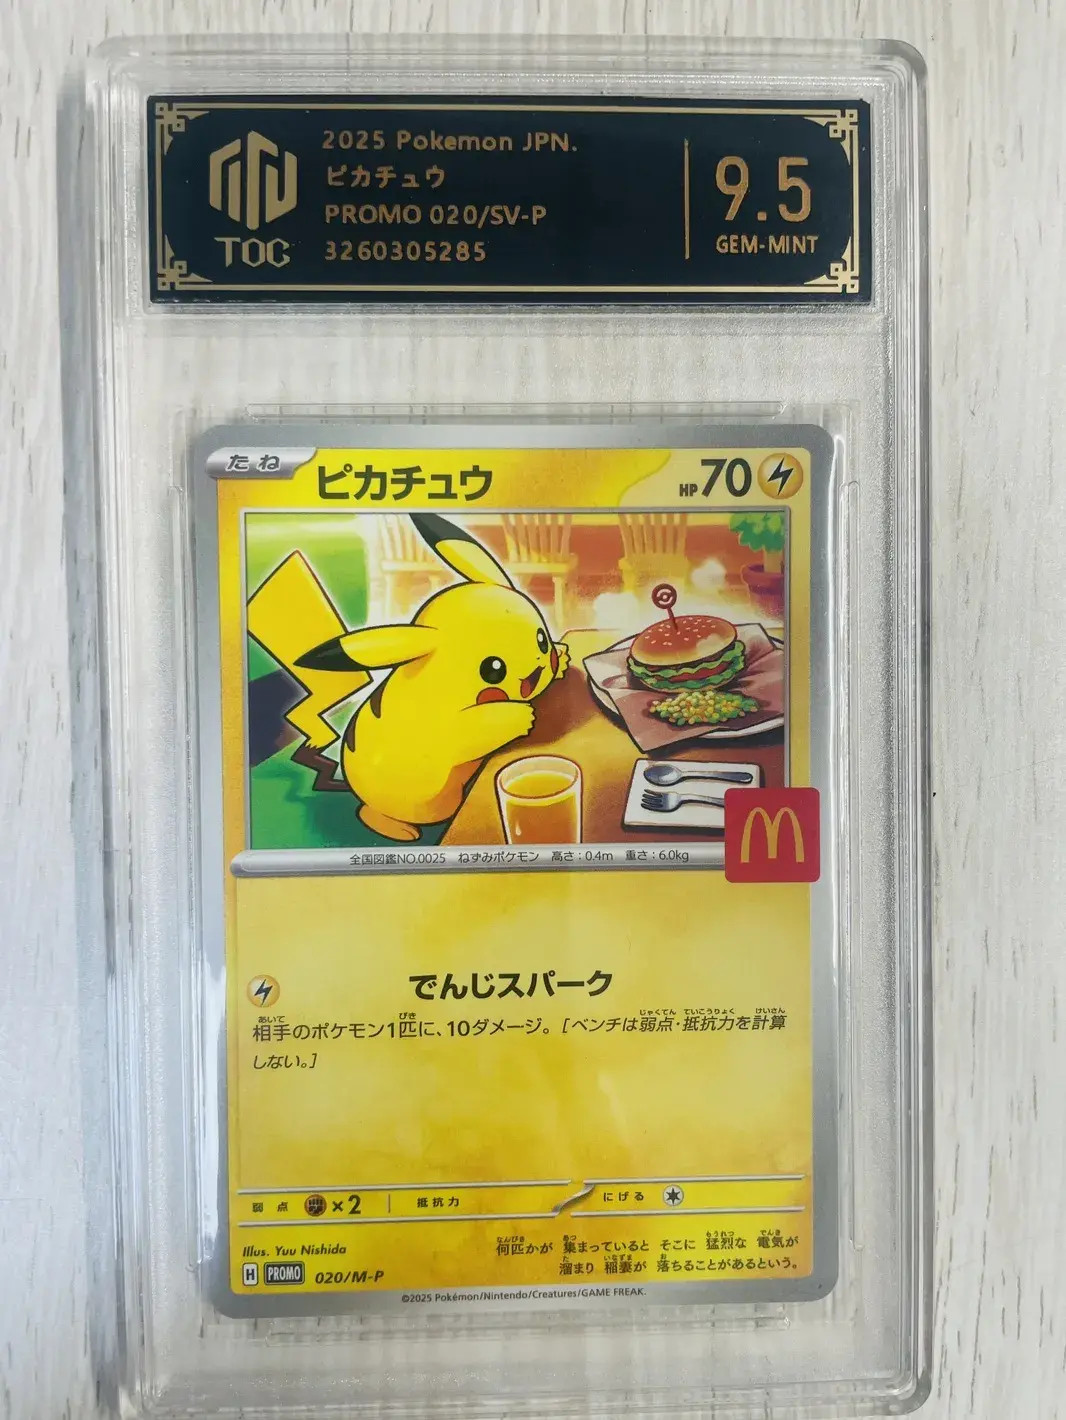 2025 Pokemon JPN.
ピカチュウ
PROMO 020/SV-P
3260305285
TOC
9.5
GEM-MINT
たね
ピカチュウ
HP70
全国図鑑NO.0025 ねずみポケモン 高さ:0.4m 重さ:6.0kg
でんじスパーク
相手のポケモン1匹に、10ダメージ。[ベンチは弱点・抵抗力を計算
しない。]
弱点 ×2 抵抗力 にげる
Illus. Yuu Nishida
何匹かが 集まっていると そこに 猛烈な 電気が
溜まり 稲妻が 落ちることがあるという。
H PROMO 020/M-P
©2025 Pokémon/Nintendo/Creatures/GAME FREAK.